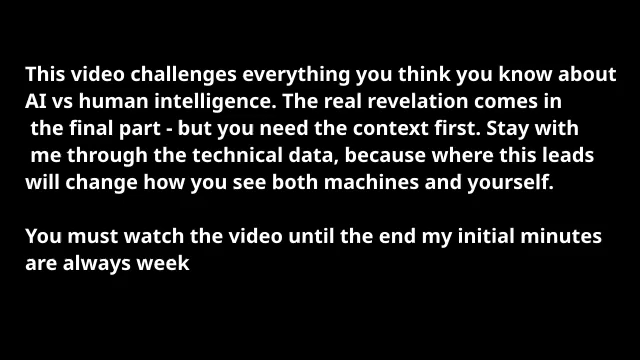 This video challenges everything you think you know about
AI vs human intelligence. The real revelation comes in
the final part - but you need the context first. Stay with
me through the technical data, because where this leads
will change how you see both machines and yourself.

You must watch the video until the end my initial minutes
are always week